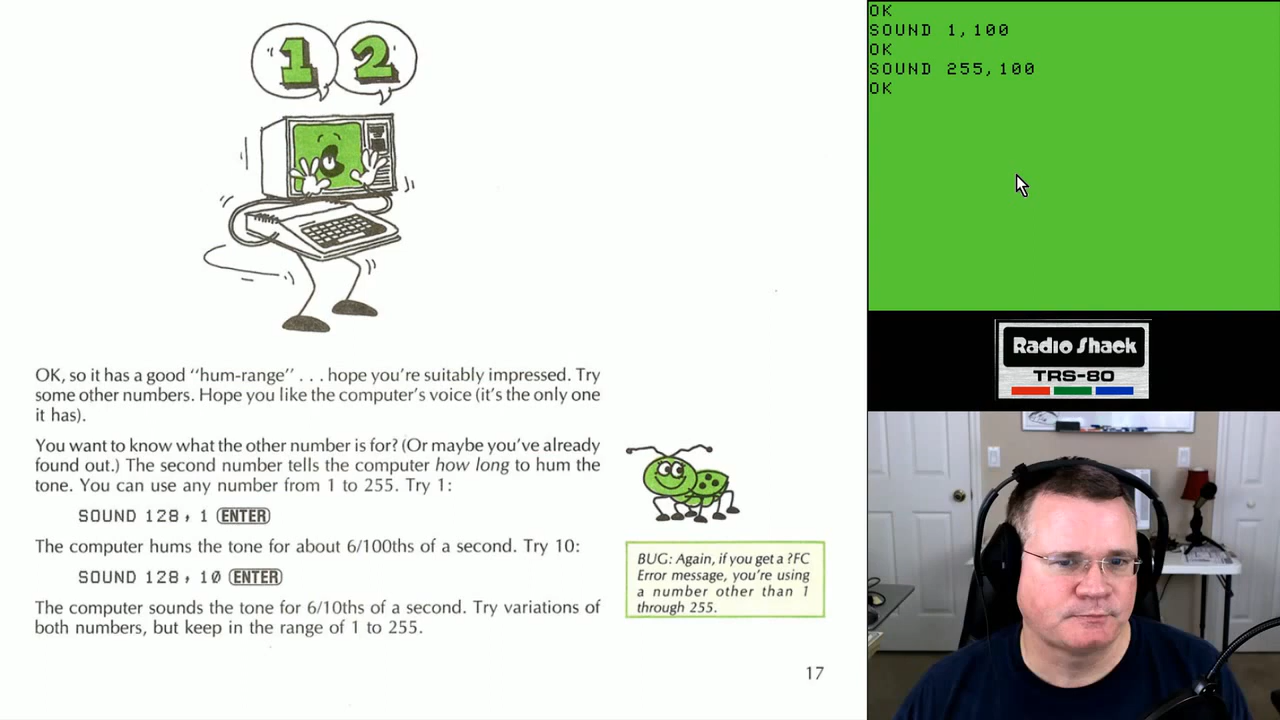 1 2
OK, so it has a good "hum-range" . . . hope you're suitably impressed. Try
some other numbers. Hope you like the computer's voice (it's the only one
it has).
You want to know what the other number is for? (Or maybe you've already
found out.) The second number tells the computer how long to hum the
tone. You can use any number from 1 to 255. Try 1:
SOUND 128, 1 (ENTER)
The computer hums the tone for about 6/100ths of a second. Try 10:
SOUND 128, 10 (ENTER)
The computer sounds the tone for 6/10ths of a second. Try variations of
both numbers, but keep in the range of 1 to 255.
BUG: Again, if you get a ?FC
Error message, you're using
a number other than 1
through 255.
17
OK
SOUND 1,100
OK
SOUND 255,100
OK
Radio Shack
TRS-80